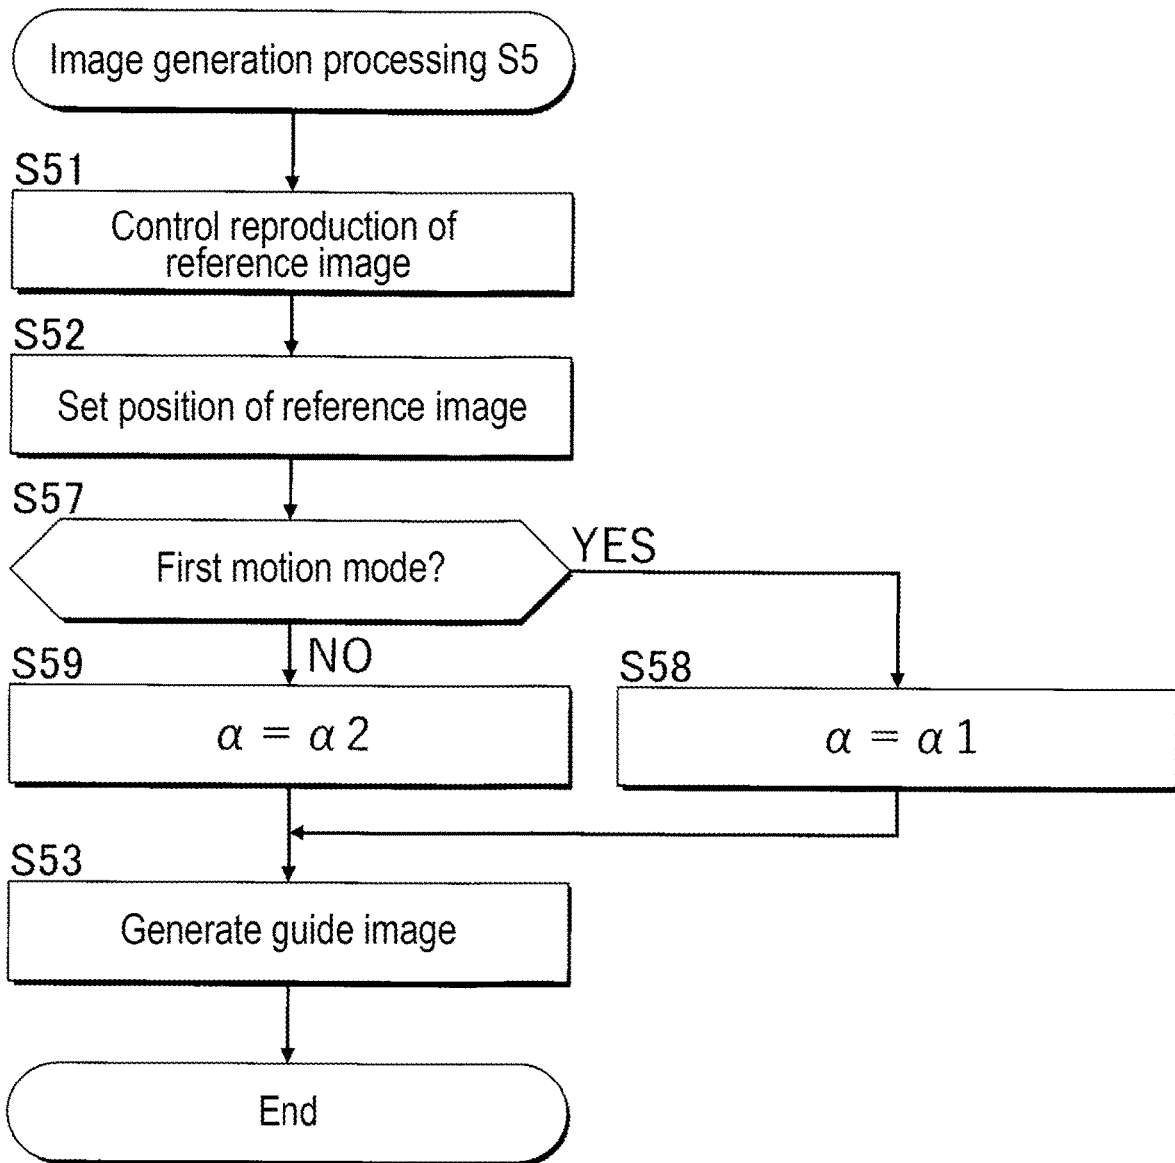 Image generation processing S5
S51
Control reproduction of
reference image
S52
Set position of reference image
S57
First motion mode?
YES
NO
S59
α = α 2
S58
α = α 1
S53
Generate guide image
End